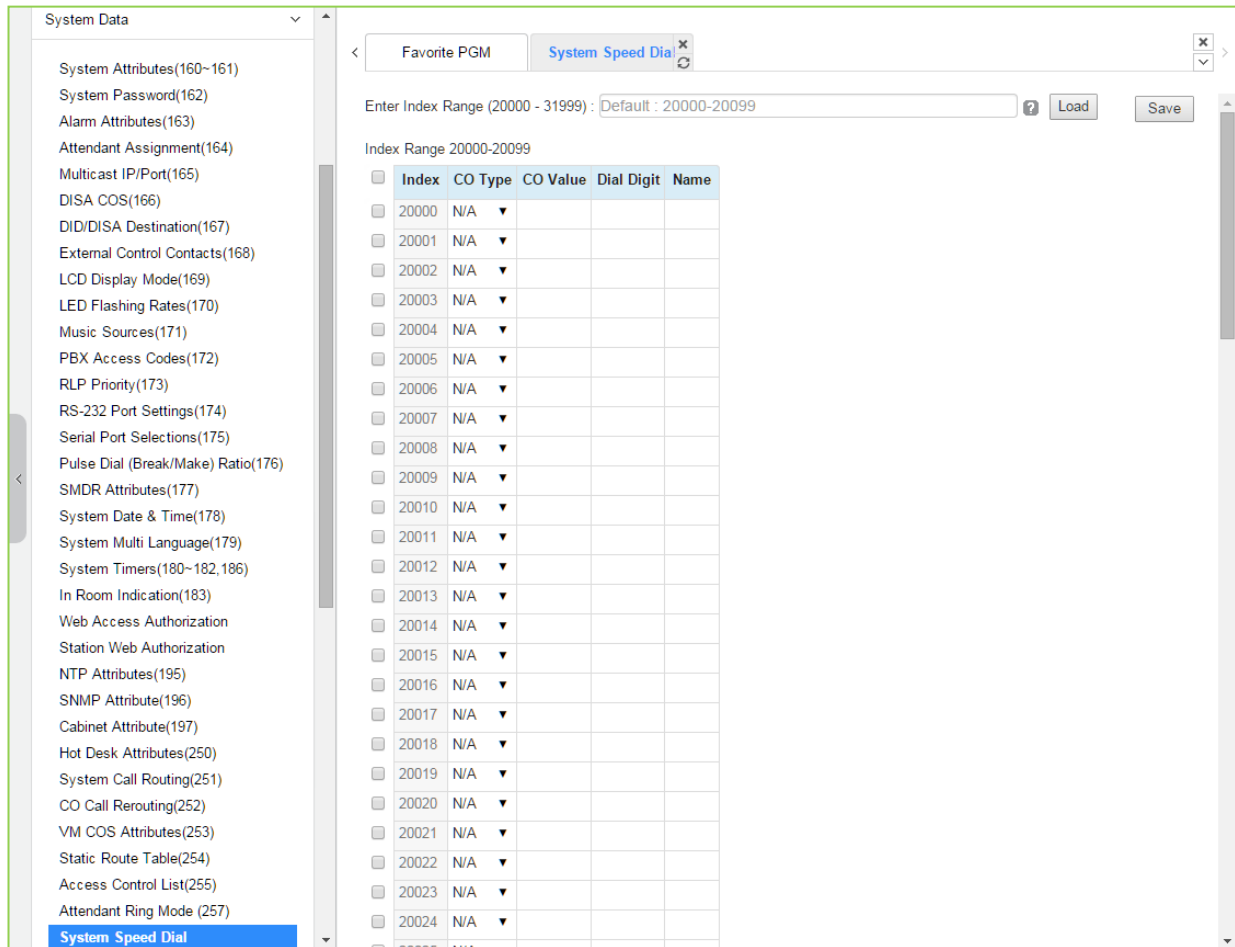 System Data
System Attributes(160~161)
System Password(162)
Alarm Attributes(163)
Attendant Assignment(164)
Multicast IP/Port(165)
DISA COS(166)
DID/DISA Destination(167)
External Control Contacts(168)
LCD Display Mode(169)
LED Flashing Rates(170)
Music Sources(171)
PBX Access Codes(172)
RLP Priority(173)
RS-232 Port Settings(174)
Serial Port Selections(175)
Pulse Dial (Break/Make) Ratio(176)
SMDR Attributes(177)
System Date & Time(178)
System Multi Language(179)
System Timers(180~182,186)
In Room Indication(183)
Web Access Authorization
Station Web Authorization
NTP Attributes(195)
SNMP Attribute(196)
Cabinet Attribute(197)
Hot Desk Attributes(250)
System Call Routing(251)
CO Call Rerouting(252)
VM COS Attributes(253)
Static Route Table(254)
Access Control List(255)
Attendant Ring Mode (257)
System Speed Dial
Favorite PGM System Speed Dial
Enter Index Range (20000 - 31999) : Default : 20000-20099 ? Load Save
Index Range 20000-20099
Index CO Type CO Value Dial Digit Name
20000 N/A
20001 N/A
20002 N/A
20003 N/A
20004 N/A
20005 N/A
20006 N/A
20007 N/A
20008 N/A
20009 N/A
20010 N/A
20011 N/A
20012 N/A
20013 N/A
20014 N/A
20015 N/A
20016 N/A
20017 N/A
20018 N/A
20019 N/A
20020 N/A
20021 N/A
20022 N/A
20023 N/A
20024 N/A